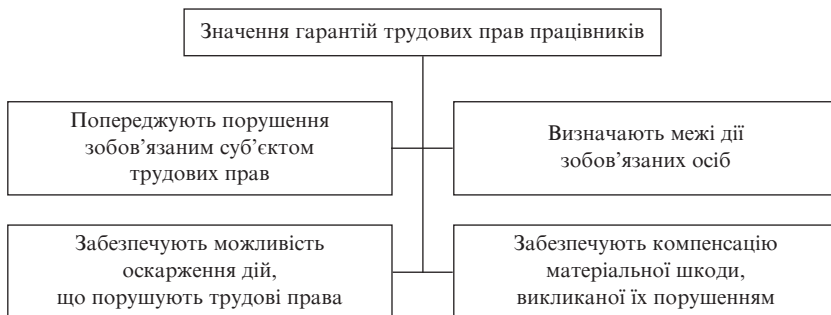 Значення гарантій трудових прав працівників
Попереджують порушення
зобов’язаним суб’єктом
трудових прав
Визначають межі дії
зобов’язаних осіб
Забезпечують можливість
оскарження дій,
що порушують трудові права
Забезпечують компенсацію
матеріальної шкоди,
викликаної їх порушенням